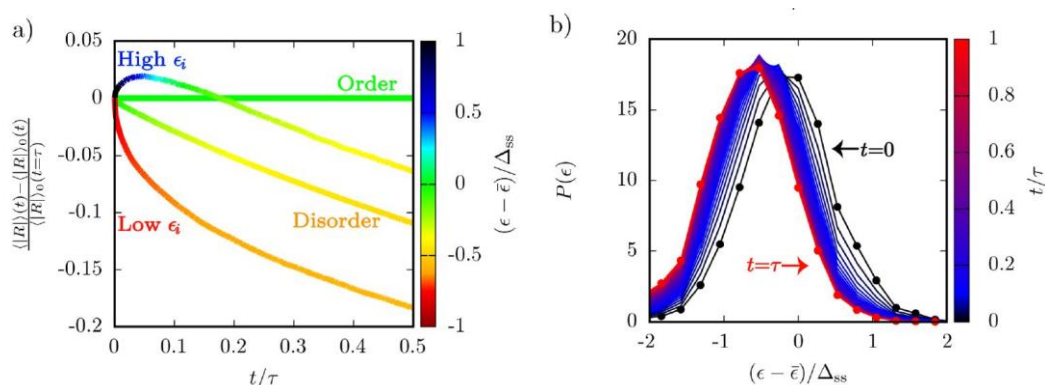 a)
0.05
0
-0.05
-0.1
-0.15
-0.2
⟨|R|⟩(t)−⟨|R|⟩₀(t)
⟨|R|⟩₀(t=τ)
High ϵᵢ
Order
Low ϵᵢ
Disorder
0 0.1 0.2 0.3 0.4 0.5
t/τ
1
0.5
0
-0.5
-1
(ϵ − ϵ̄)/Δss
b)
20
15
10
5
0
P(ϵ)
t=0
t=τ
-2 -1 0 1 2
(ϵ − ϵ̄)/Δss
1
0.8
0.6
0.4
0.2
0
t/τ